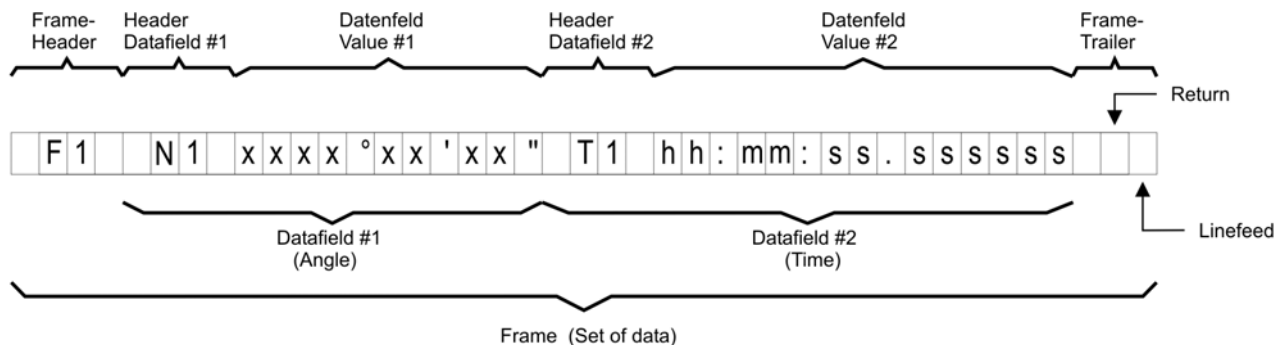 Frame-
Header
Header
Datafield #1
Datenfeld
Value #1
Header
Datafield #2
Datenfeld
Value #2
Frame-
Trailer
Return
F1 N1 xxxx°xx'xx" T1 hh:mm:ss.ssssss
Linefeed
Datafield #1
(Angle)
Datafield #2
(Time)
Frame (Set of data)